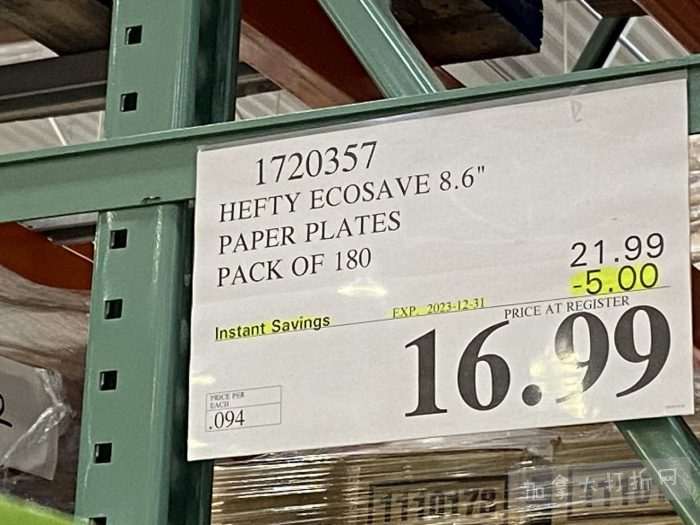 1720357
HEFTY ECOSAVE 8.6"
PAPER PLATES
PACK OF 180
21.99
-5.00
Instant Savings
EXP. 2023-12-31
PRICE AT REGISTER
16.99
PRICE PER
EACH
.094
加拿大打折网